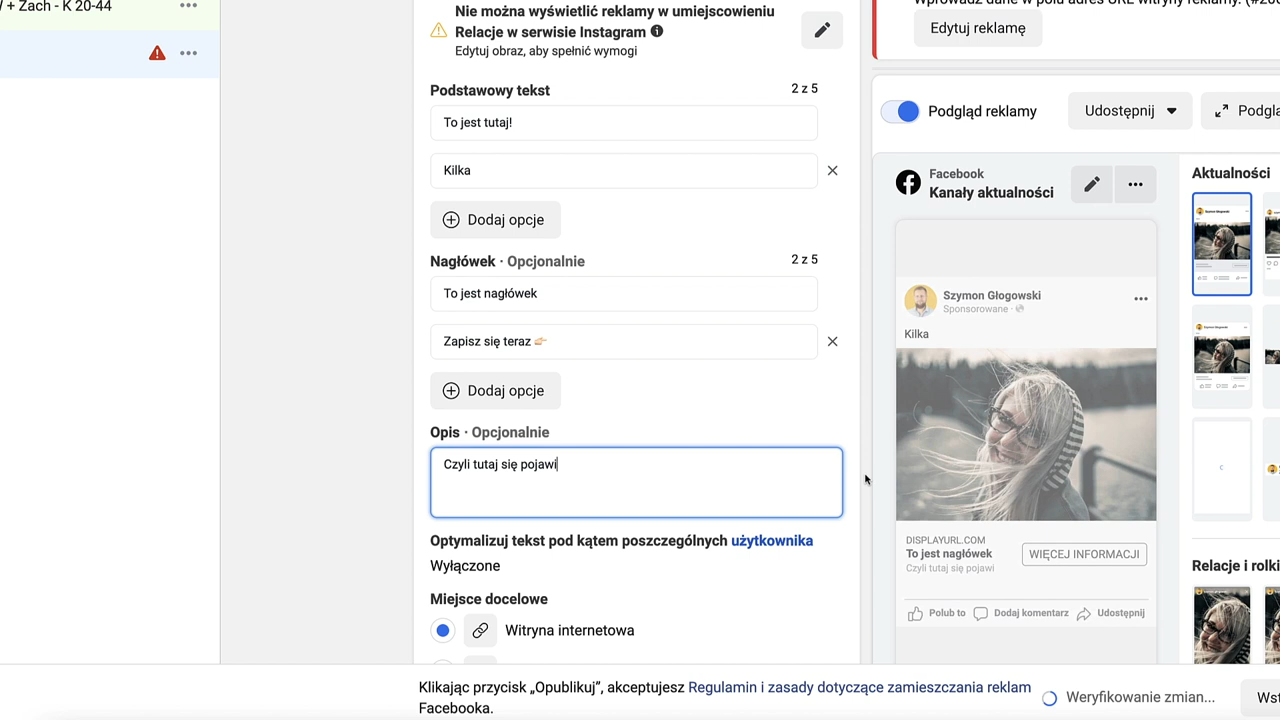 + Zach - K 20-44
Nie można wyświetlić reklamy w umiejscowieniu
Relacje w serwisie Instagram
Edytuj obraz, aby spełnić wymogi
Podstawowy tekst
2 z 5
To jest tutaj!
Kilka
Dodaj opcje
Nagłówek · Opcjonalnie
2 z 5
To jest nagłówek
Zapisz się teraz 👉🏻
Dodaj opcje
Opis · Opcjonalnie
Czyli tutaj się pojawi
Optymalizuj tekst pod kątem poszczególnych użytkownika
Wyłączone
Miejsce docelowe
Witryna internetowa
Klikając przycisk „Opublikuj”, akceptujesz Regulamin i zasady dotyczące zamieszczania reklam
Facebooka.
Edytuj reklamę
Podgląd reklamy
Udostępnij
Facebook
Kanały aktualności
Szymon Głogowski
Sponsorowane ·
Kilka
DISPLAYURL.COM
To jest nagłówek
Czyli tutaj się pojawi
WIĘCEJ INFORMACJI
Polub to
Dodaj komentarz
Udostępnij
Aktualności
Relacje i rolki
Weryfikowanie zmian...